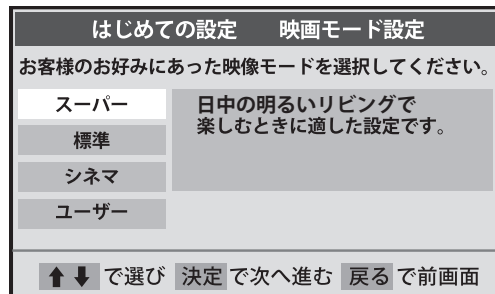 はじめての設定　映画モード設定
お客様のお好みにあった映像モードを選択してください。
スーパー
標準
シネマ
ユーザー
日中の明るいリビングで
楽しむときに適した設定です。
⬆⬇で選び 決定で次へ進む 戻るで前画面